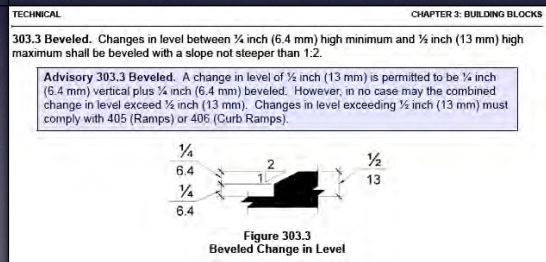 TECHNICAL CHAPTER 3: BUILDING BLOCKS
303.3 Beveled. Changes in level between ¼ inch (6.4 mm) high minimum and ½ inch (13 mm) high
maximum shall be beveled with a slope not steeper than 1:2.
Advisory 303.3 Beveled. A change in level of ½ inch (13 mm) is permitted to be ¼ inch
(6.4 mm) vertical plus ¼ inch (6.4 mm) beveled. However, in no case may the combined
change in level exceed ½ inch (13 mm). Changes in level exceeding ½ inch (13 mm) must
comply with 405 (Ramps) or 406 (Curb Ramps).
¼
6.4
¼
6.4
2
1
½
13
Figure 303.3
Beveled Change in Level